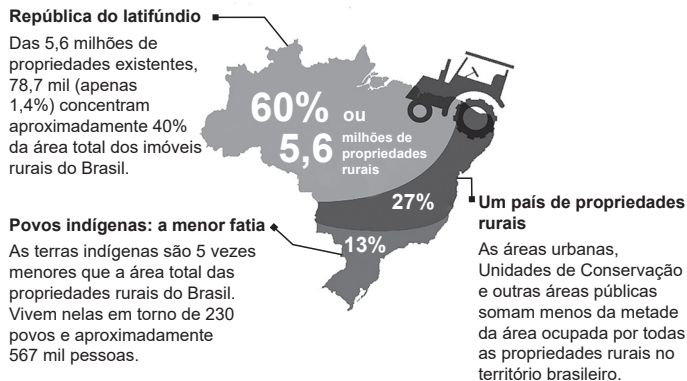 República do latifúndio
Das 5,6 milhões de
propriedades existentes,
78,7 mil (apenas
1,4%) concentram
aproximadamente 40%
da área total dos imóveis
rurais do Brasil.
60% ou
5,6 milhões de
propriedades
rurais
27%
Um país de propriedades
rurais
As áreas urbanas,
Unidades de Conservação
e outras áreas públicas
somam menos da metade
da área ocupada por todas
as propriedades rurais no
território brasileiro.
Povos indígenas: a menor fatia
As terras indígenas são 5 vezes
menores que a área total das
propriedades rurais do Brasil.
Vivem nelas em torno de 230
povos e aproximadamente
567 mil pessoas.
13%